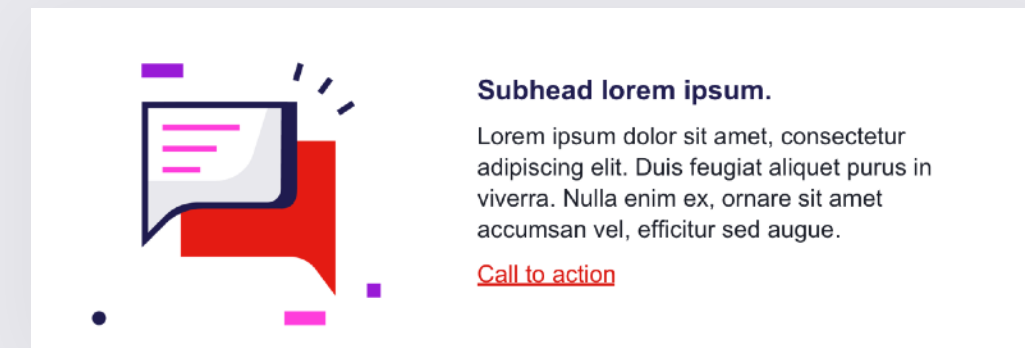 Subhead lorem ipsum.
Lorem ipsum dolor sit amet, consectetur
adipiscing elit. Duis feugiat aliquet purus in
viverra. Nulla enim ex, ornare sit amet
accumsan vel, efficitur sed augue.
Call to action